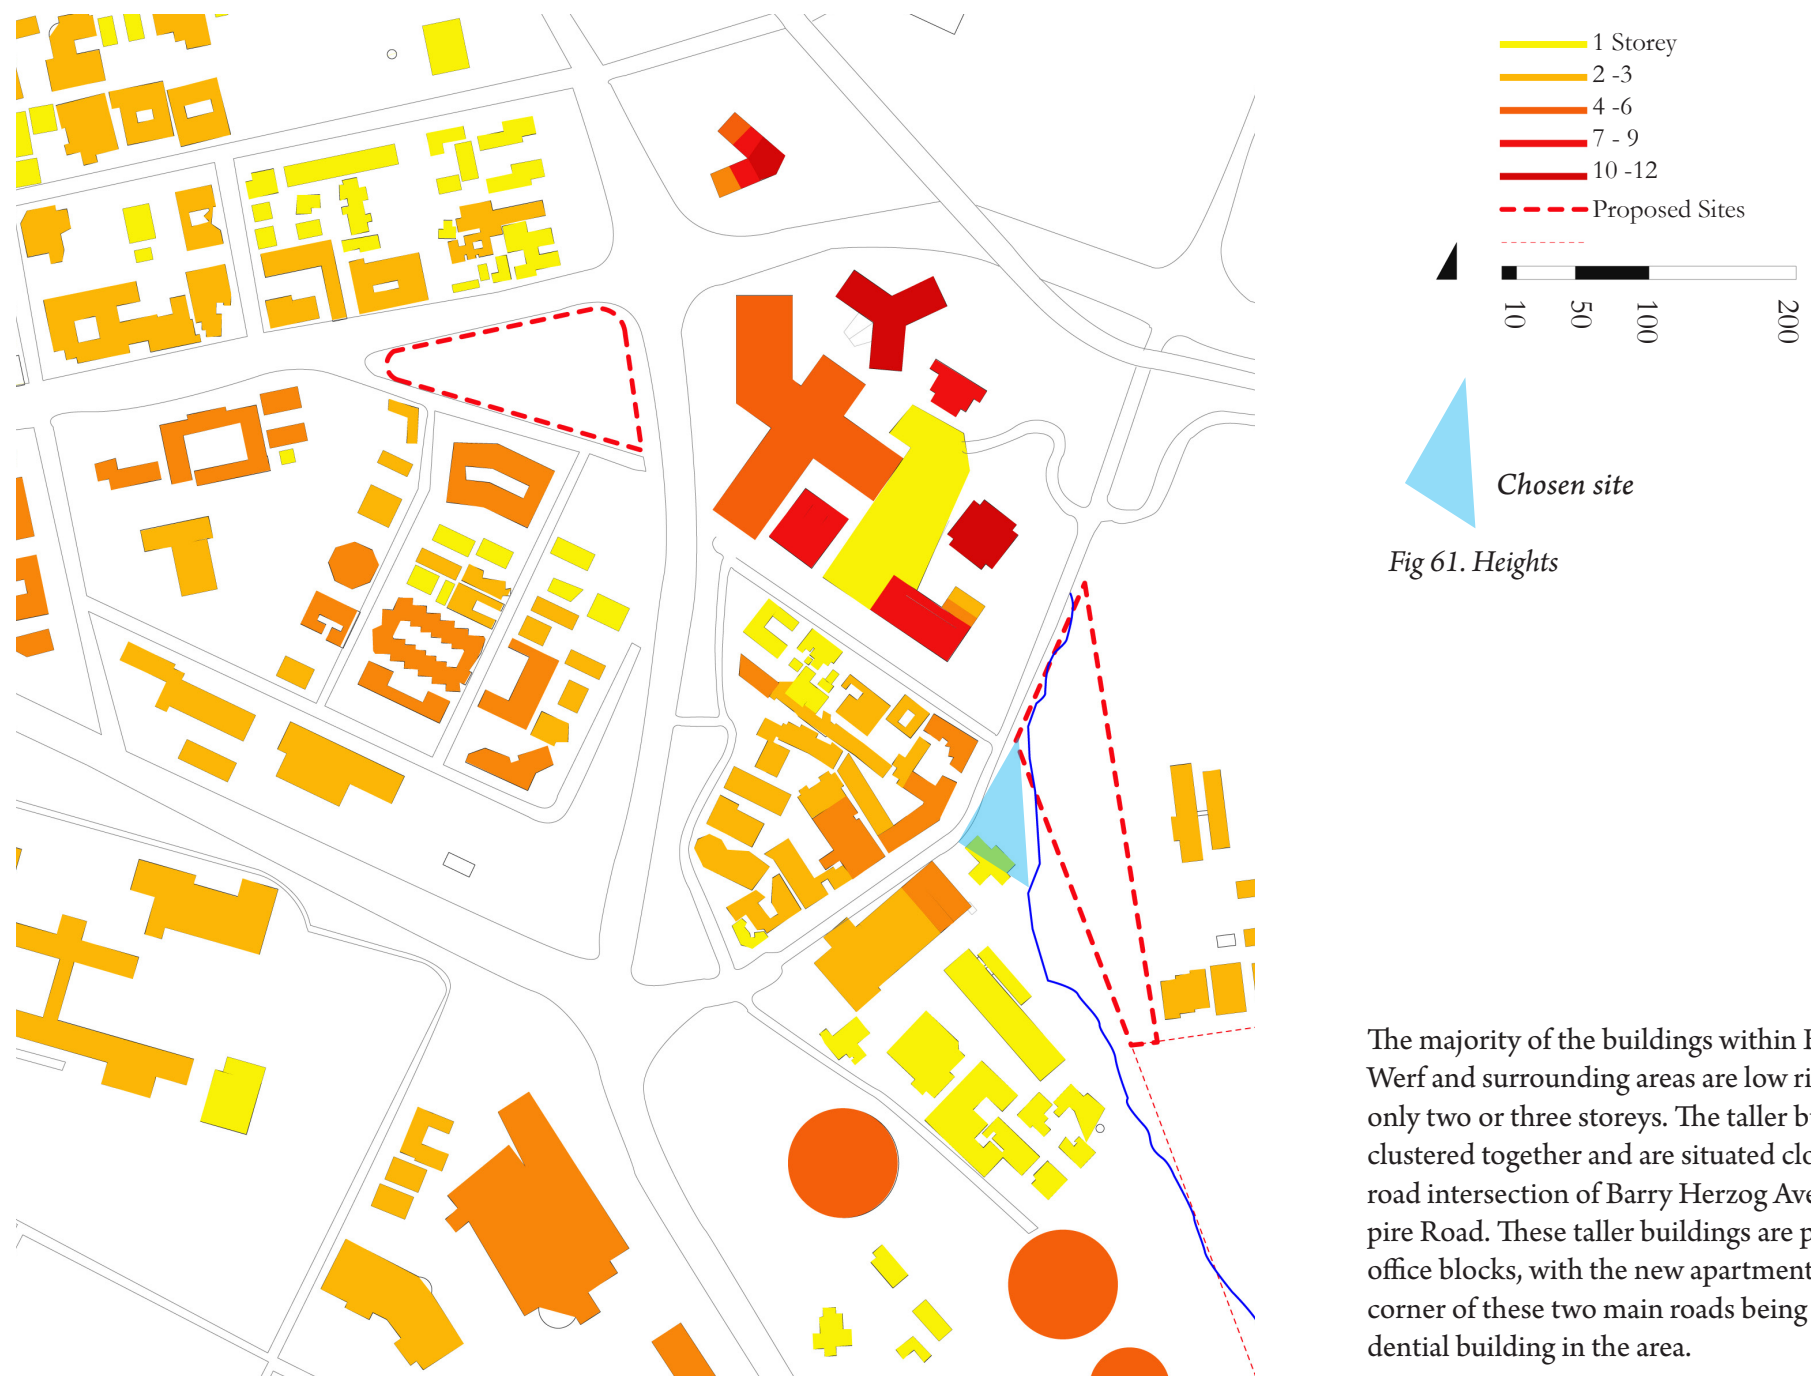 1 Storey
2 -3
4 -6
7 - 9
10 -12
Proposed Sites
10 50 100 200
Chosen site
Fig 61. Heights
The majority of the buildings within
Werf and surrounding areas are low
only two or three storeys. The taller
clustered together and are situated
road intersection of Barry Herzog
pire Road. These taller buildings are
office blocks, with the new apartment
corner of these two main roads being
dential building in the area.